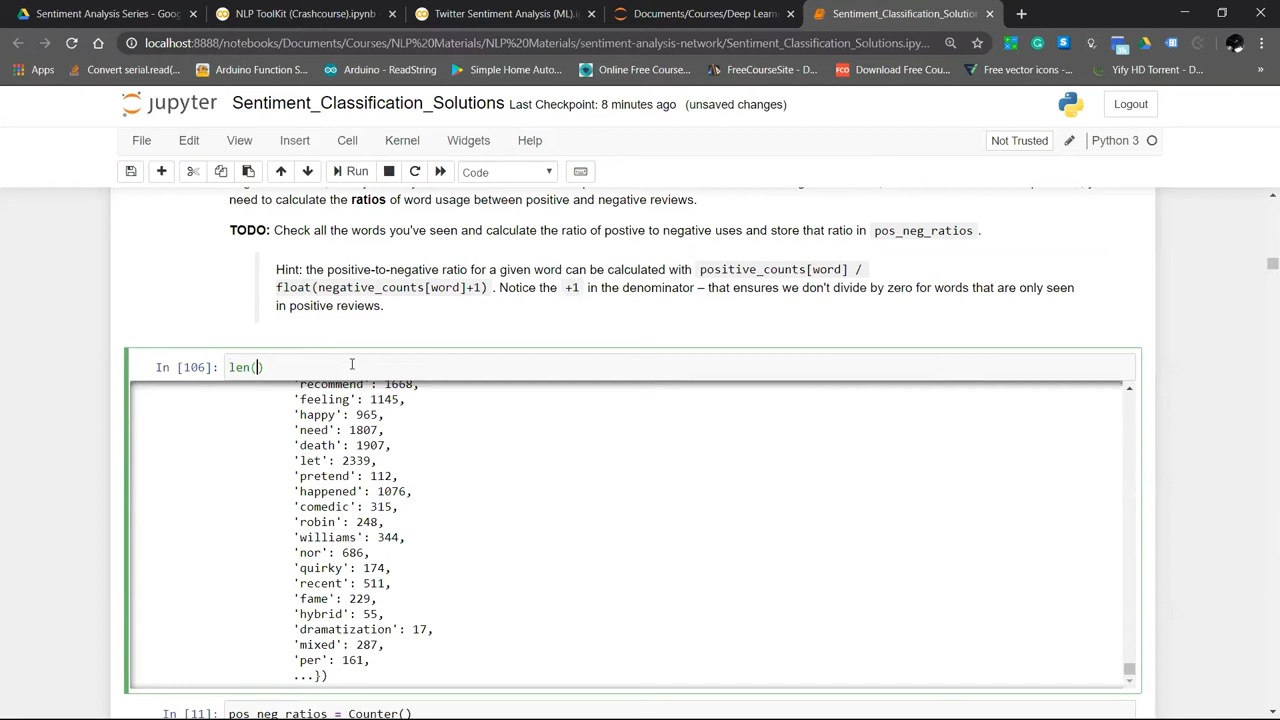 Sentiment Analysis Series - Goog
NLP ToolKit (Crashcourse).ipynb -
Twitter Sentiment Analysis (ML).i
Documents/Courses/Deep Learn
Sentiment_Classification_Solution
localhost:8888/notebooks/Documents/Courses/NLP%20Materials/NLP%20Materials/sentiment-analysis-network/Sentiment_Classification_Solutions.ipy...
Apps
Convert serial.read(...
Arduino Function S...
Arduino - ReadString
Simple Home Auto...
Online Free Course...
FreeCourseSite - D...
Download Free Cou...
Free vector icons -...
Yify HD Torrent - D...
jupyter Sentiment_Classification_Solutions Last Checkpoint: 8 minutes ago (unsaved changes)
Logout
File Edit View Insert Cell Kernel Widgets Help
Not Trusted
Python 3
Run
Code
need to calculate the ratios of word usage between positive and negative reviews.
TODO: Check all the words you've seen and calculate the ratio of postive to negative uses and store that ratio in pos_neg_ratios .
Hint: the positive-to-negative ratio for a given word can be calculated with positive_counts[word] /
float(negative_counts[word]+1) . Notice the +1 in the denominator – that ensures we don't divide by zero for words that are only seen
in positive reviews.
In [106]: len()
'recommend': 1668,
'feeling': 1145,
'happy': 965,
'need': 1807,
'death': 1907,
'let': 2339,
'pretend': 112,
'happened': 1076,
'comedic': 315,
'robin': 248,
'williams': 344,
'nor': 686,
'quirky': 174,
'recent': 511,
'fame': 229,
'hybrid': 55,
'dramatization': 17,
'mixed': 287,
'per': 161,
...})
In [11]: pos_neg_ratios = Counter()